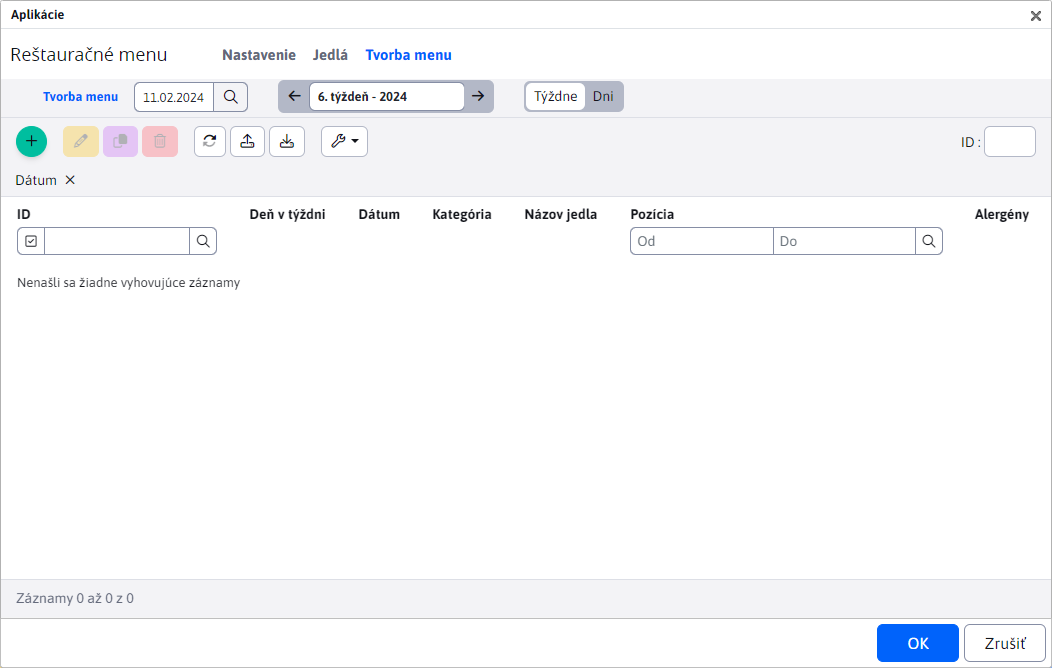 Aplikácie
Reštauračné menu Nastavenie Jedlá Tvorba menu
Tvorba menu 11.02.2024 6. týždeň - 2024 Týždne Dni
ID :
Dátum
ID Deň v týždni Dátum Kategória Názov jedla Pozícia Alergény
Od Do
Nenašli sa žiadne vyhovujúce záznamy
Záznamy 0 až 0 z 0
OK Zrušiť